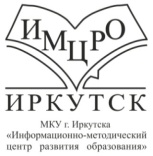 ИМЦРО
ИРКУТСК
МКУ г. Иркутска
«Информационно-методический
центр развития образования»